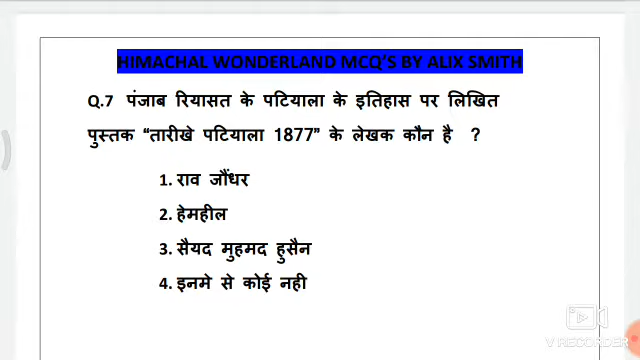 HIMACHAL WONDERLAND MCQ'S BY ALIX SMITH
Q.7 पंजाब रियासत के पटियाला के इतिहास पर लिखित
पुस्तक “तारीखे पटियाला 1877” के लेखक कौन है ?
1. राव जौंधर
2. हेमहील
3. सैयद मुहमद हुसैन
4. इनमे से कोई नही
V RECORDER